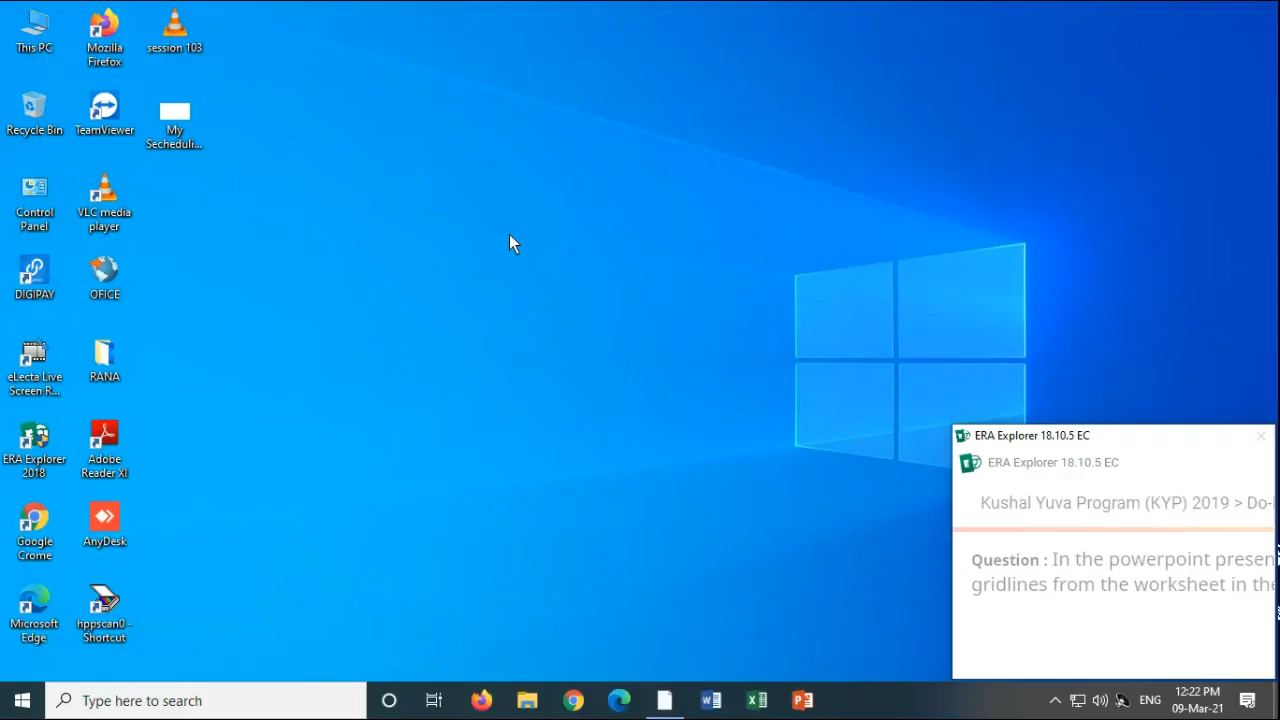 This PC
Mozilla
Firefox
session 103
Recycle Bin
TeamViewer
My
Secheduli...
Control
Panel
VLC media
player
DIGIPAY
OFICE
eLecta Live
Screen R...
RANA
ERA Explorer
2018
Adobe
Reader XI
Google
Crome
AnyDesk
Microsoft
Edge
hppscan0 -
Shortcut
ERA Explorer 18.10.5 EC
ERA Explorer 18.10.5 EC
Kushal Yuva Program (KYP) 2019 > Do-
Question : In the powerpoint presen
gridlines from the worksheet in the
Type here to search
ENG
12:22 PM
09-Mar-21